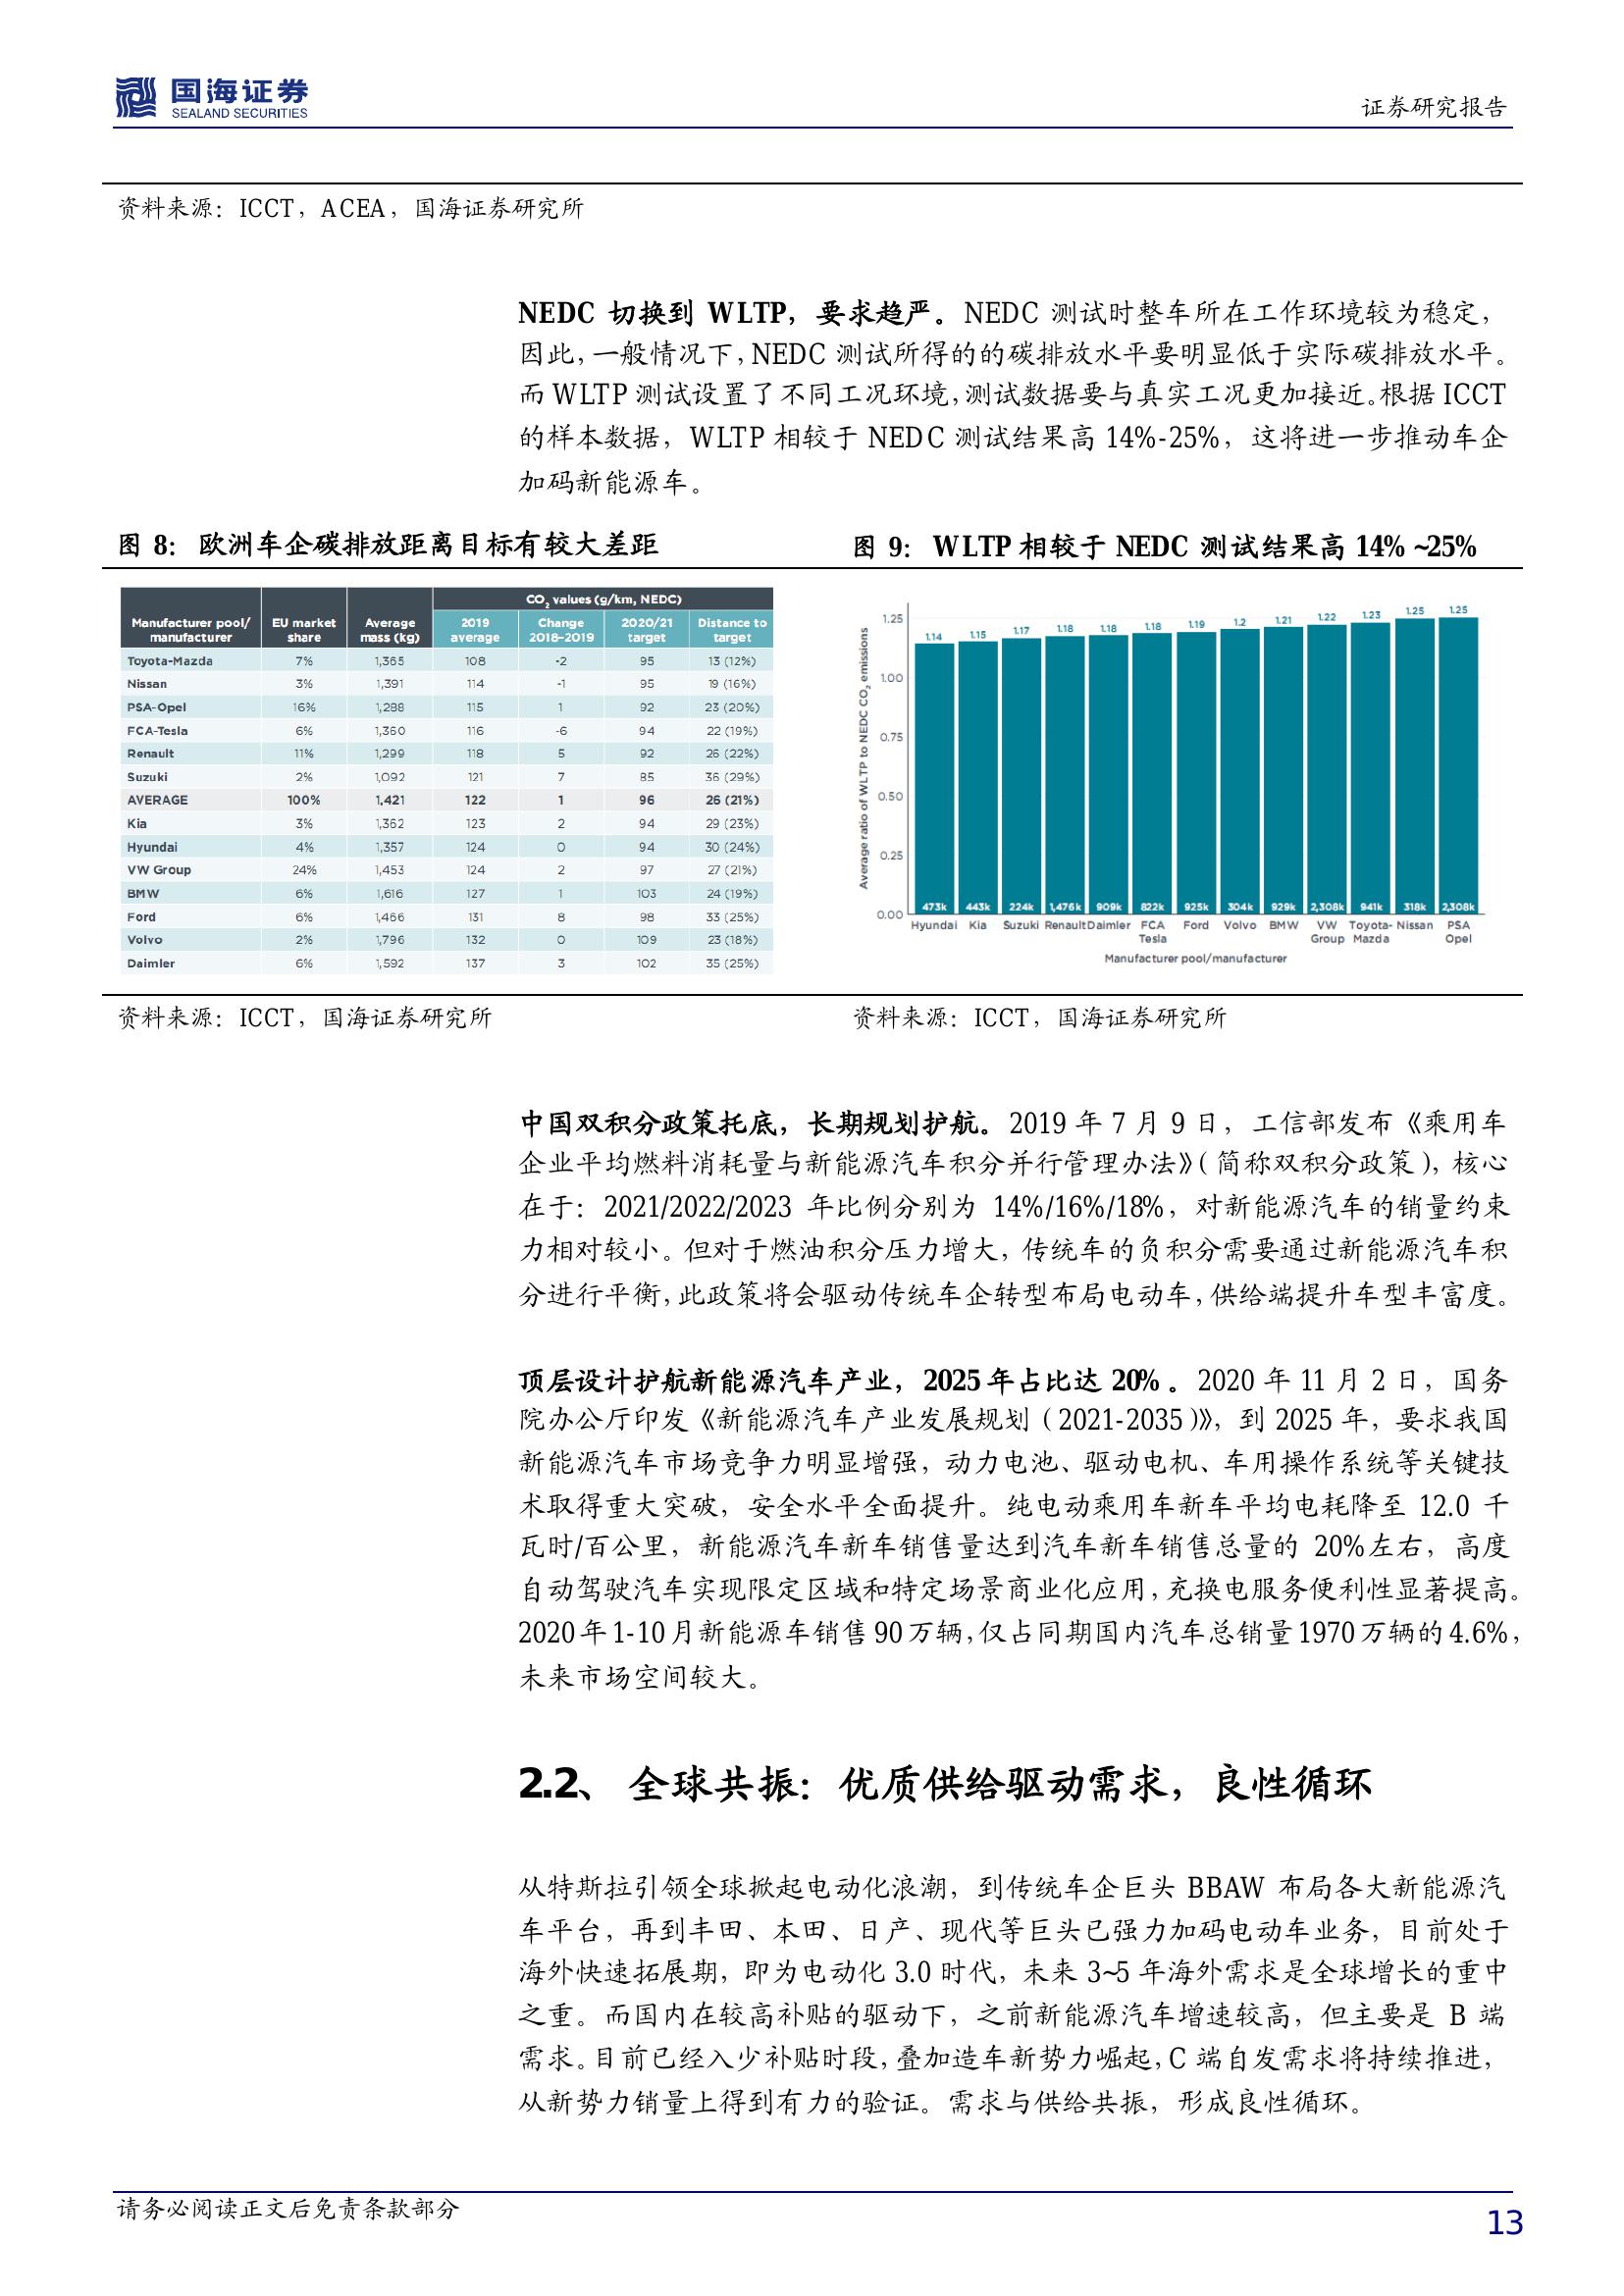 国海证券
SEALAND SECURITIES
证券研究报告
资料来源：ICCT，ACEA，国海证券研究所
NEDC 切换到 WLTP，要求趋严。NEDC 测试时整车所在工作环境较为稳定，
因此，一般情况下，NEDC 测试所得的的碳排放水平要明显低于实际碳排放水平。
而 WLTP 测试设置了不同工况环境，测试数据要与真实工况更加接近。根据 ICCT
的样本数据，WLTP 相较于 NEDC 测试结果高 14%-25%，这将进一步推动车企
加码新能源车。
图 8：欧洲车企碳排放距离目标有较大差距
Manufacturer pool/ manufacturer EU market share Average mass (kg) CO2 values (g/km, NEDC)
2019 average Change 2018-2019 2020/21 target Distance to target
Toyota-Mazda 7% 1,365 108 -2 95 13 (12%)
Nissan 3% 1,391 114 -1 95 19 (16%)
PSA-Opel 16% 1,288 115 1 92 23 (20%)
FCA-Tesla 6% 1,360 116 -6 94 22 (19%)
Renault 11% 1,299 118 5 92 26 (22%)
Suzuki 2% 1,092 121 7 85 36 (29%)
AVERAGE 100% 1,421 122 1 96 26 (21%)
Kia 3% 1,362 123 2 94 29 (23%)
Hyundai 4% 1,357 124 0 94 30 (24%)
VW Group 24% 1,453 124 2 97 27 (21%)
BMW 6% 1,616 127 1 103 24 (19%)
Ford 6% 1,466 131 8 98 33 (25%)
Volvo 2% 1,796 132 0 109 23 (18%)
Daimler 6% 1,592 137 3 102 35 (25%)
资料来源：ICCT，国海证券研究所
图 9：WLTP 相较于 NEDC 测试结果高 14%~25%
Average ratio of WLTP to NEDC CO2 emissions
1.25
1.00
0.75
0.50
0.25
0.00
1.14 1.15 1.17 1.18 1.18 1.18 1.19 1.2 1.21 1.22 1.23 1.25 1.25
473k 443k 224k 1,476k 909k 822k 925k 304k 929k 2,308k 941k 318k 2,308k
Hyundai Kia Suzuki Renault Daimler FCA Tesla Ford Volvo BMW VW Group Toyota-Mazda Nissan PSA Opel
Manufacturer pool/manufacturer
资料来源：ICCT，国海证券研究所
中国双积分政策托底，长期规划护航。2019 年 7 月 9 日，工信部发布《乘用车
企业平均燃料消耗量与新能源汽车积分并行管理办法》（简称双积分政策），核心
在于：2021/2022/2023 年比例分别为 14%/16%/18%，对新能源汽车的销量约束
力相对较小。但对于燃油积分压力增大，传统车的负积分需要通过新能源汽车积
分进行平衡，此政策将会驱动传统车企转型布局电动车，供给端提升车型丰富度。
顶层设计护航新能源汽车产业，2025 年占比达 20%。2020 年 11 月 2 日，国务
院办公厅印发《新能源汽车产业发展规划（2021-2035）》，到 2025 年，要求我国
新能源汽车市场竞争力明显增强，动力电池、驱动电机、车用操作系统等关键技
术取得重大突破，安全水平全面提升。纯电动乘用车新车平均电耗降至 12.0 千
瓦时/百公里，新能源汽车新车销售量达到汽车新车销售总量的 20%左右，高度
自动驾驶汽车实现限定区域和特定场景商业化应用，充换电服务便利性显著提高。
2020 年 1-10 月新能源车销售 90 万辆，仅占同期国内汽车总销量 1970 万辆的 4.6%，
未来市场空间较大。
2.2、 全球共振：优质供给驱动需求，良性循环
从特斯拉引领全球掀起电动化浪潮，到传统车企巨头 BBAW 布局各大新能源汽
车平台，再到丰田、本田、日产、现代等巨头已强力加码电动车业务，目前处于
海外快速拓展期，即为电动化 3.0 时代，未来 3~5 年海外需求是全球增长的重中
之重。而国内在较高补贴的驱动下，之前新能源汽车增速较高，但主要是 B 端
需求。目前已经入少补贴时段，叠加造车新势力崛起，C 端自发需求将持续推进，
从新势力销量上得到有力的验证。需求与供给共振，形成良性循环。
请务必阅读正文后免责条款部分
13